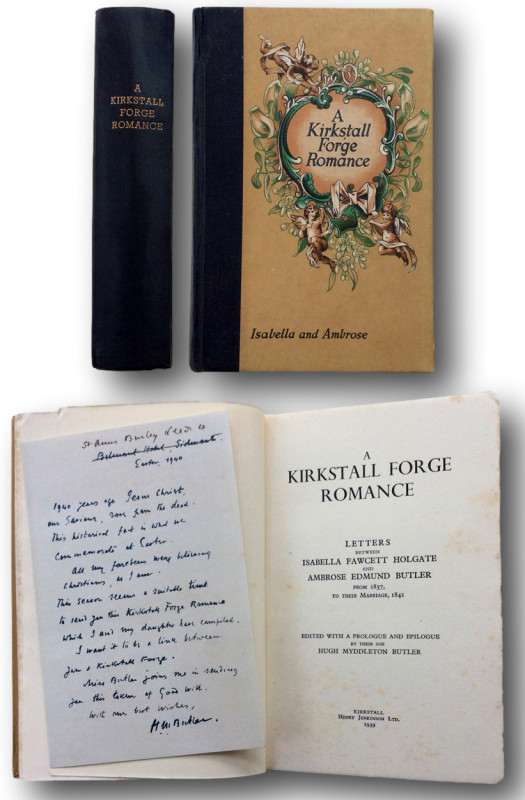 A
KIRKSTALL
FORGE
ROMANCE
A
Kirkstall
Forge
Romance
Isabella and Ambrose
St Anns Burley Leeds 4
Belmont Hotel, Sidmouth.
Easter, 1940
1940 years ago Jesus Christ,
our Saviour, rose from the dead.
This historical fact is what we
commemorate at Easter.
All my forebears were believing
Christians, as I am.
This season seems a suitable time
to send you this Kirkstall Forge Romance
which I and my daughter have compiled.
I want it to be a link between
you & Kirkstall Forge.
Miss Butler joins me in sending
you this token of Good will.
With our best wishes,
HM Butler.
A
KIRKSTALL FORGE
ROMANCE
LETTERS
BETWEEN
ISABELLA FAWCETT HOLGATE
AND
AMBROSE EDMUND BUTLER
FROM 1837,
TO THEIR MARRIAGE, 1841
EDITED WITH A PROLOGUE AND EPILOGUE
BY THEIR SON
HUGH MYDDLETON BUTLER
KIRKSTALL
HENRY JENKINSON LTD.
1939